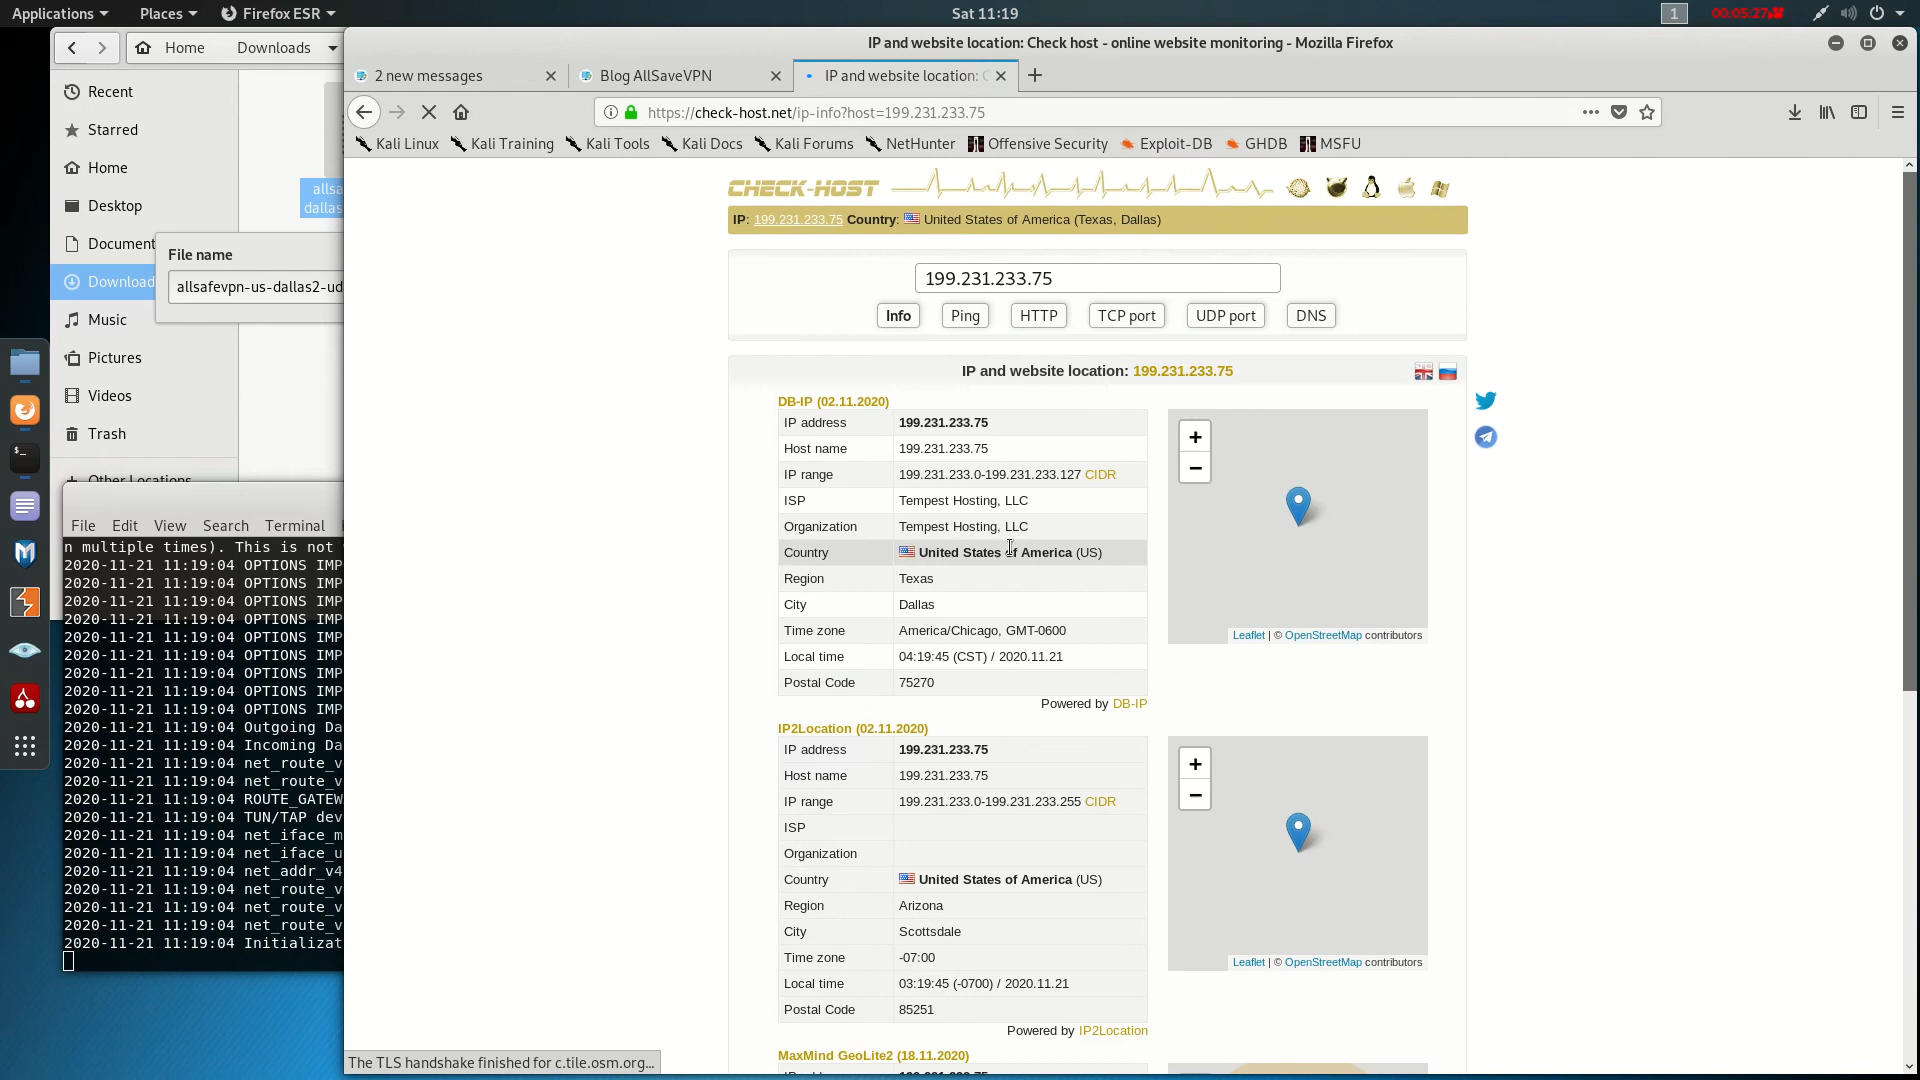 Applications
Places
Firefox ESR
Sat 11:19
1
00:05:27
Home
Downloads
IP and website location: Check host - online website monitoring - Mozilla Firefox
2 new messages
Blog AllSaveVPN
IP and website location: C
https://check-host.net/ip-info?host=199.231.233.75
Kali Linux
Kali Training
Kali Tools
Kali Docs
Kali Forums
NetHunter
Offensive Security
Exploit-DB
GHDB
MSFU
Recent
Starred
Home
Desktop
Document
Download
Music
Pictures
Videos
Trash
Other Locations
allsa
dallas
File name
allsafevpn-us-dallas2-ud
File Edit View Search Terminal
n multiple times). This is not
2020-11-21 11:19:04 OPTIONS IMP
2020-11-21 11:19:04 OPTIONS IMP
2020-11-21 11:19:04 OPTIONS IMP
2020-11-21 11:19:04 OPTIONS IMP
2020-11-21 11:19:04 OPTIONS IMP
2020-11-21 11:19:04 OPTIONS IMP
2020-11-21 11:19:04 OPTIONS IMP
2020-11-21 11:19:04 OPTIONS IMP
2020-11-21 11:19:04 OPTIONS IMP
2020-11-21 11:19:04 Outgoing Da
2020-11-21 11:19:04 Incoming Da
2020-11-21 11:19:04 net_route_v
2020-11-21 11:19:04 net_route_v
2020-11-21 11:19:04 ROUTE_GATEW
2020-11-21 11:19:04 TUN/TAP dev
2020-11-21 11:19:04 net_iface_m
2020-11-21 11:19:04 net_iface_u
2020-11-21 11:19:04 net_addr_v4
2020-11-21 11:19:04 net_route_v
2020-11-21 11:19:04 net_route_v
2020-11-21 11:19:04 net_route_v
2020-11-21 11:19:04 Initializat
CHECK-HOST
IP: 199.231.233.75 Country: United States of America (Texas, Dallas)
199.231.233.75
Info Ping HTTP TCP port UDP port DNS
IP and website location: 199.231.233.75
DB-IP (02.11.2020)
IP address 199.231.233.75
Host name 199.231.233.75
IP range 199.231.233.0-199.231.233.127 CIDR
ISP Tempest Hosting, LLC
Organization Tempest Hosting, LLC
Country United States of America (US)
Region Texas
City Dallas
Time zone America/Chicago, GMT-0600
Local time 04:19:45 (CST) / 2020.11.21
Postal Code 75270
Powered by DB-IP
+
−
Leaflet | © OpenStreetMap contributors
IP2Location (02.11.2020)
IP address 199.231.233.75
Host name 199.231.233.75
IP range 199.231.233.0-199.231.233.255 CIDR
ISP
Organization
Country United States of America (US)
Region Arizona
City Scottsdale
Time zone -07:00
Local time 03:19:45 (-0700) / 2020.11.21
Postal Code 85251
Powered by IP2Location
+
−
Leaflet | © OpenStreetMap contributors
MaxMind GeoLite2 (18.11.2020)
The TLS handshake finished for c.tile.osm.org...